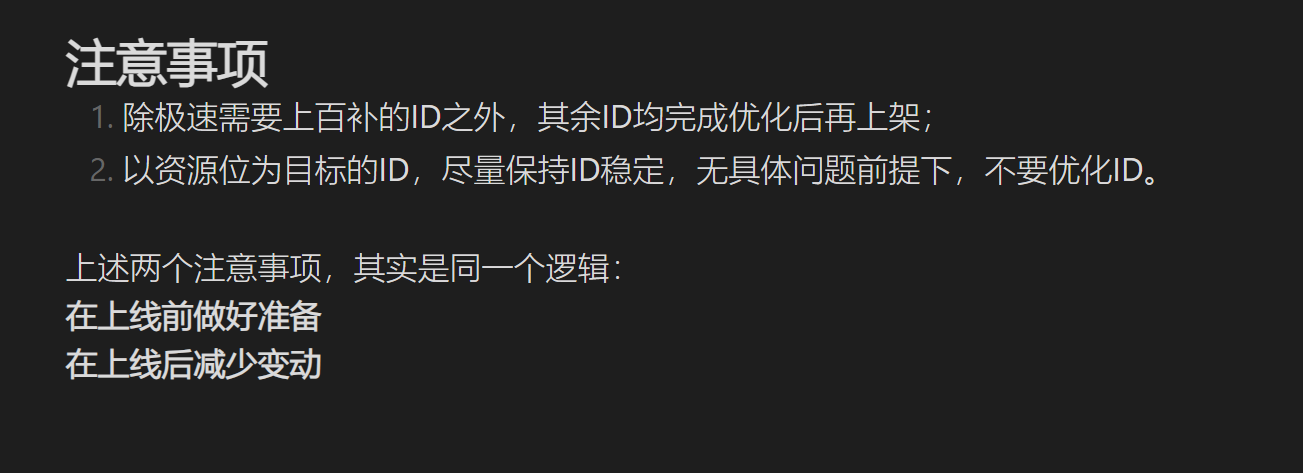 注意事项
1. 除极速需要上百补的ID之外，其余ID均完成优化后再上架；
2. 以资源位为目标的ID，尽量保持ID稳定，无具体问题前提下，不要优化ID。
上述两个注意事项，其实是同一个逻辑：
在上线前做好准备
在上线后减少变动